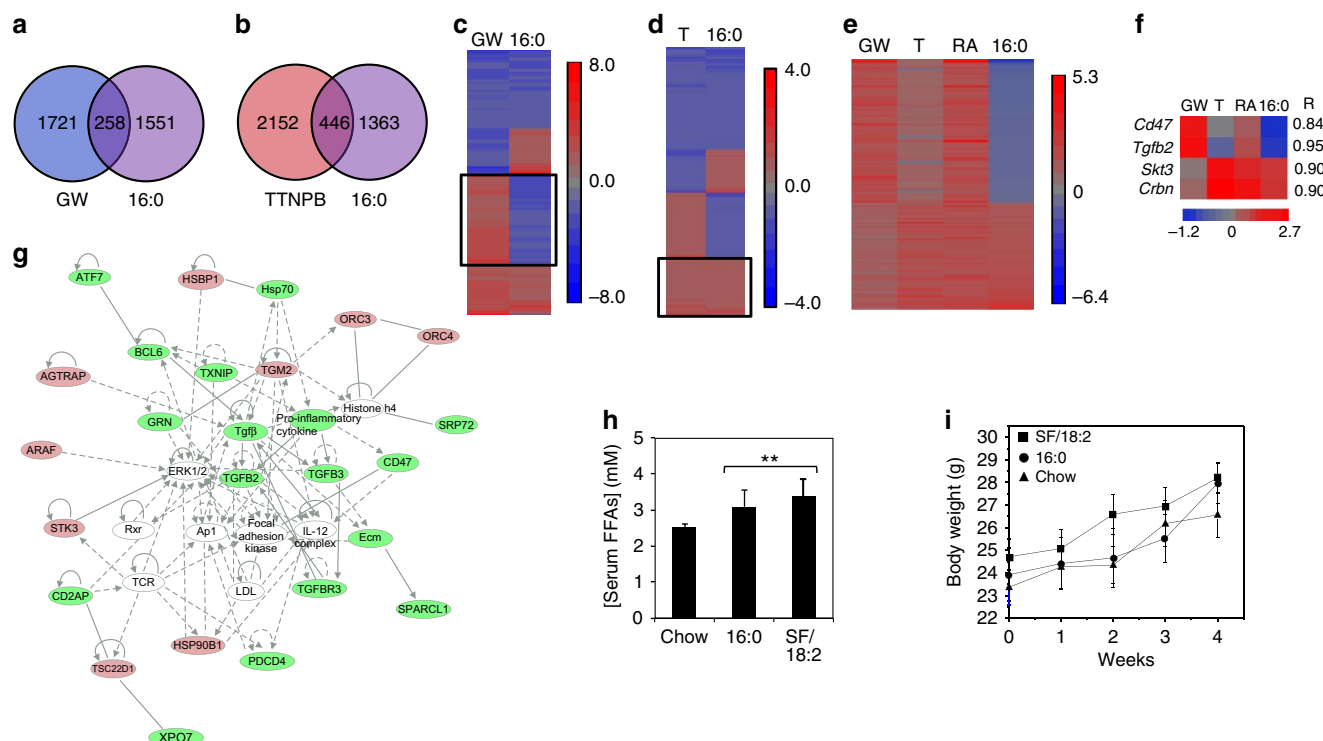 a
1721 258 1551
GW 16:0
b
2152 446 1363
TTNPB 16:0
c
GW 16:0
8.0
0.0
–8.0
d
T 16:0
4.0
0.0
–4.0
e
GW T RA 16:0
5.3
0
–6.4
f
GW T RA 16:0 R
Cd47 0.84
Tgfb2 0.95
Skt3 0.90
Crbn 0.90
–1.2 0 2.7
g
ATF7
HSBP1
Hsp70
ORC3
ORC4
BCL6
TXNIP
TGM2
AGTRAP
Histone h4
GRN
Tgfβ
Pro-inflammatory
cytokine
SRP72
ARAF
ERK1/2
TGFB2
TGFB3
CD47
STK3
Rxr
Ap1
Focal
adhesion
kinase
IL-12
complex
Ecm
TCR
LDL
TGFBR3
CD2AP
SPARCL1
HSP90B1
PDCD4
TSC22D1
XPO7
h
[Serum FFAs] (mM)
5
4
3
2
1
0
**
Chow 16:0 SF/
18:2
i
Body weight (g)
30
29
28
27
26
25
24
23
22
SF/18:2
16:0
Chow
0 1 2 3 4
Weeks